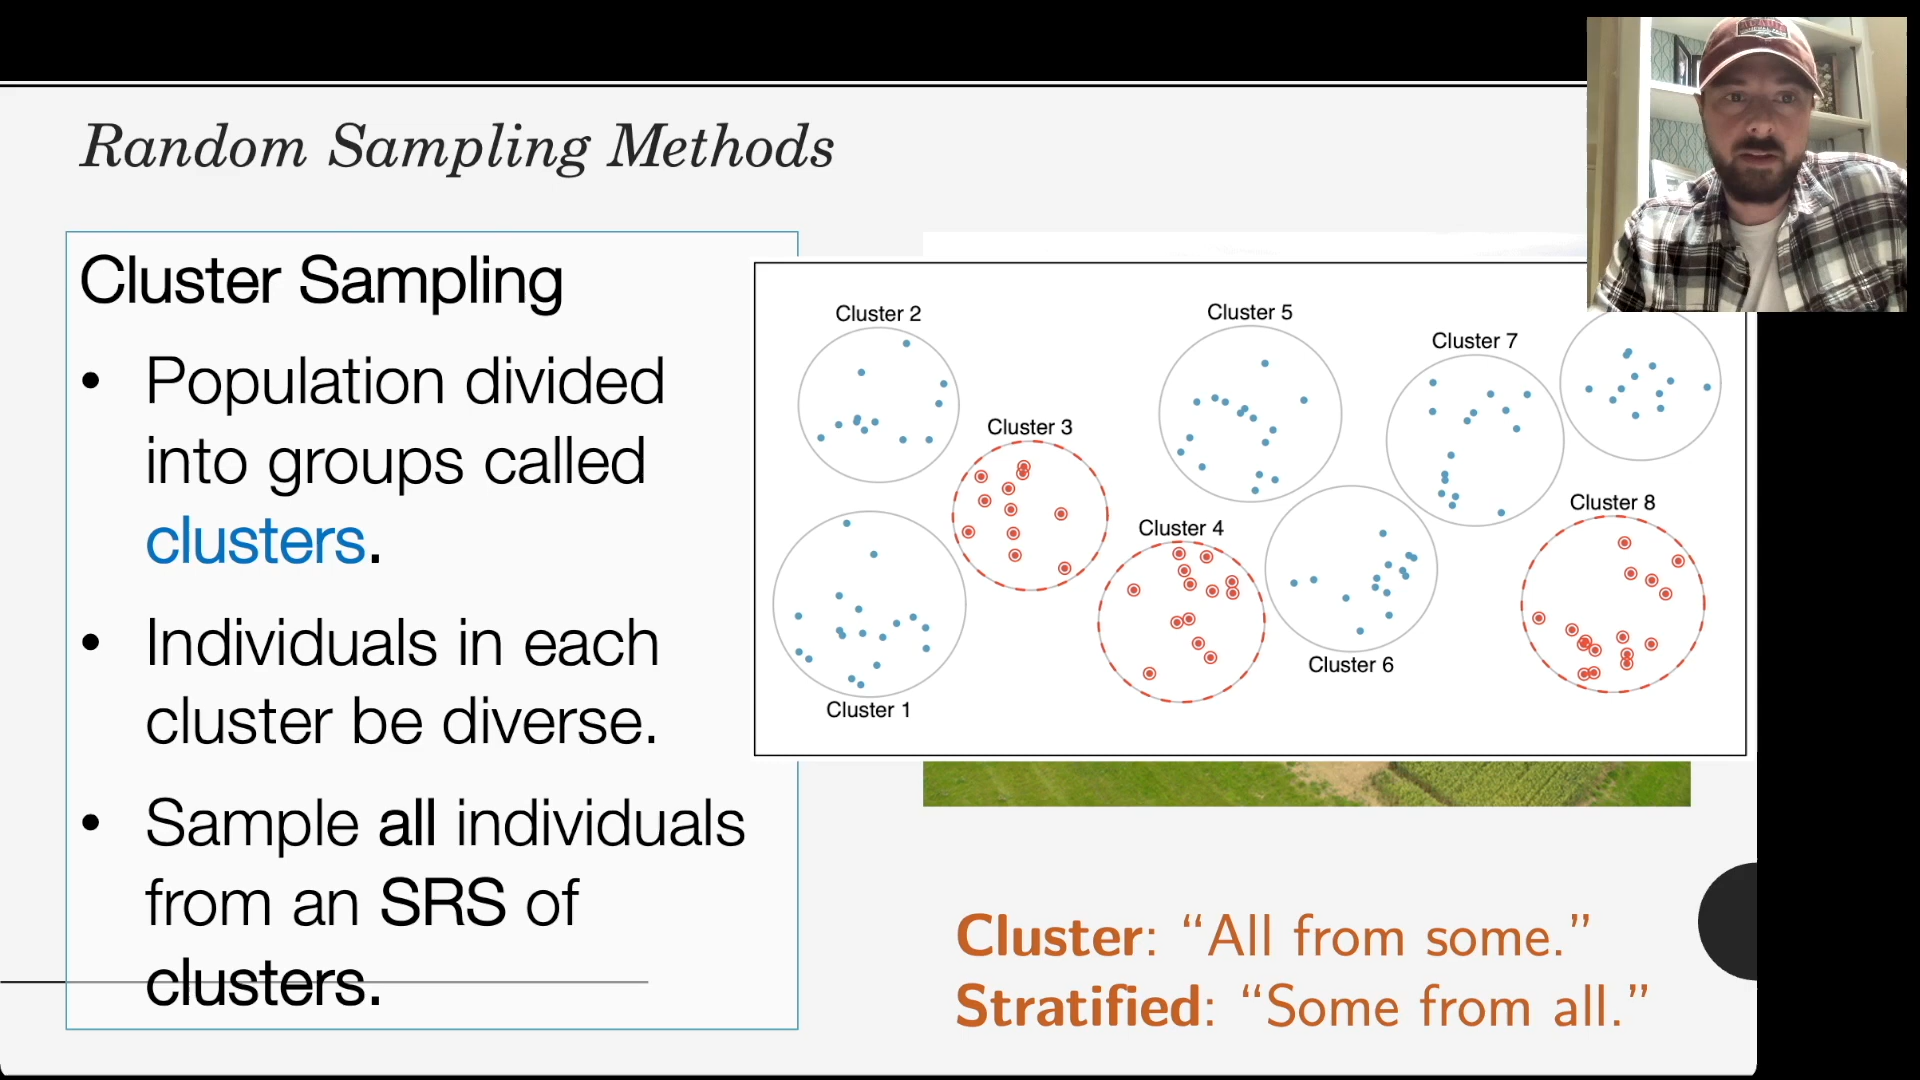 Random Sampling Methods
Cluster Sampling
• Population divided
into groups called
clusters.
• Individuals in each
cluster be diverse.
• Sample all individuals
from an SRS of
clusters.
Cluster 2
Cluster 5
Cluster 7
Cluster 3
Cluster 8
Cluster 4
Cluster 6
Cluster 1
Cluster: “All from some.”
Stratified: “Some from all.”